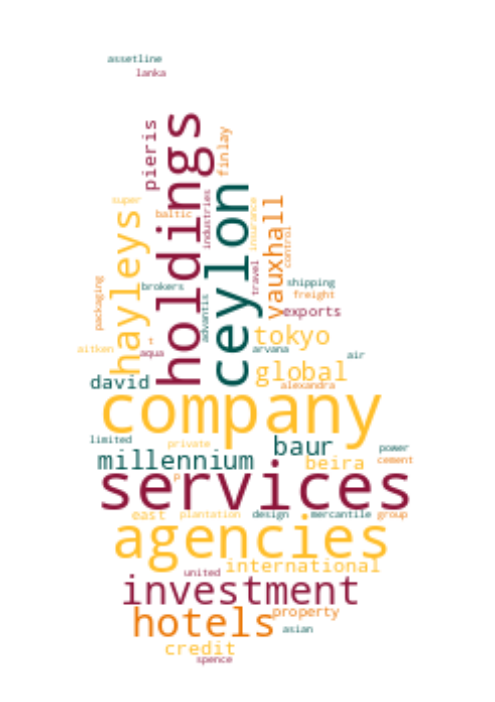 assetline
lanka
holdings
pieris
finlay
ceylon
industries
super
hayleys
baltic
insurance
vauxhall
control
travel
packaging
brokers
shipping
freight
advantis
exports
tokyo
t
aitken
aqua
arvana
air
global
david
alexandra
company
limited
private
baur
power
millennium
beira
cement
services
p
east
plantation
design
mercantile
group
agencies
international
united
investment
hotels
property
asian
credit
spence